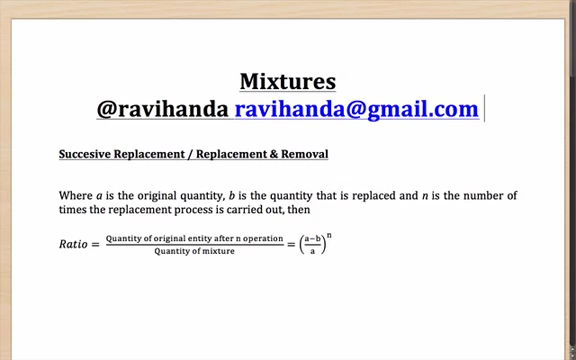 Mixtures
@ravihanda ravihanda@gmail.com
Succesive Replacement / Replacement & Removal
Where a is the original quantity, b is the quantity that is replaced and n is the number of
times the replacement process is carried out, then
Ratio = Quantity of original entity after n operation / Quantity of mixture = ((a−b)/a)^n